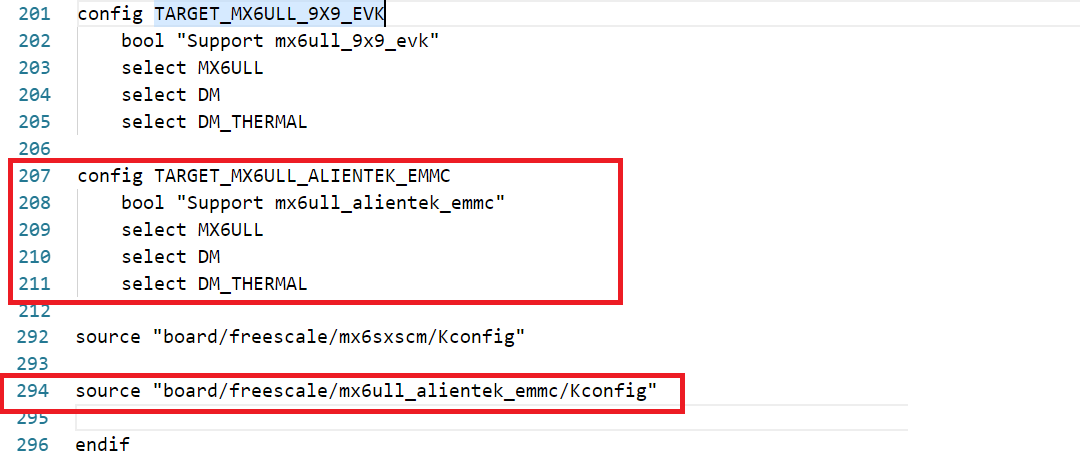 201 config TARGET_MX6ULL_9X9_EVK
202     bool "Support mx6ull_9x9_evk"
203     select MX6ULL
204     select DM
205     select DM_THERMAL
206
207 config TARGET_MX6ULL_ALIENTEK_EMMC
208     bool "Support mx6ull_alientek_emmc"
209     select MX6ULL
210     select DM
211     select DM_THERMAL
212
292 source "board/freescale/mx6sxscm/Kconfig"
293
294 source "board/freescale/mx6ull_alientek_emmc/Kconfig"
295
296 endif